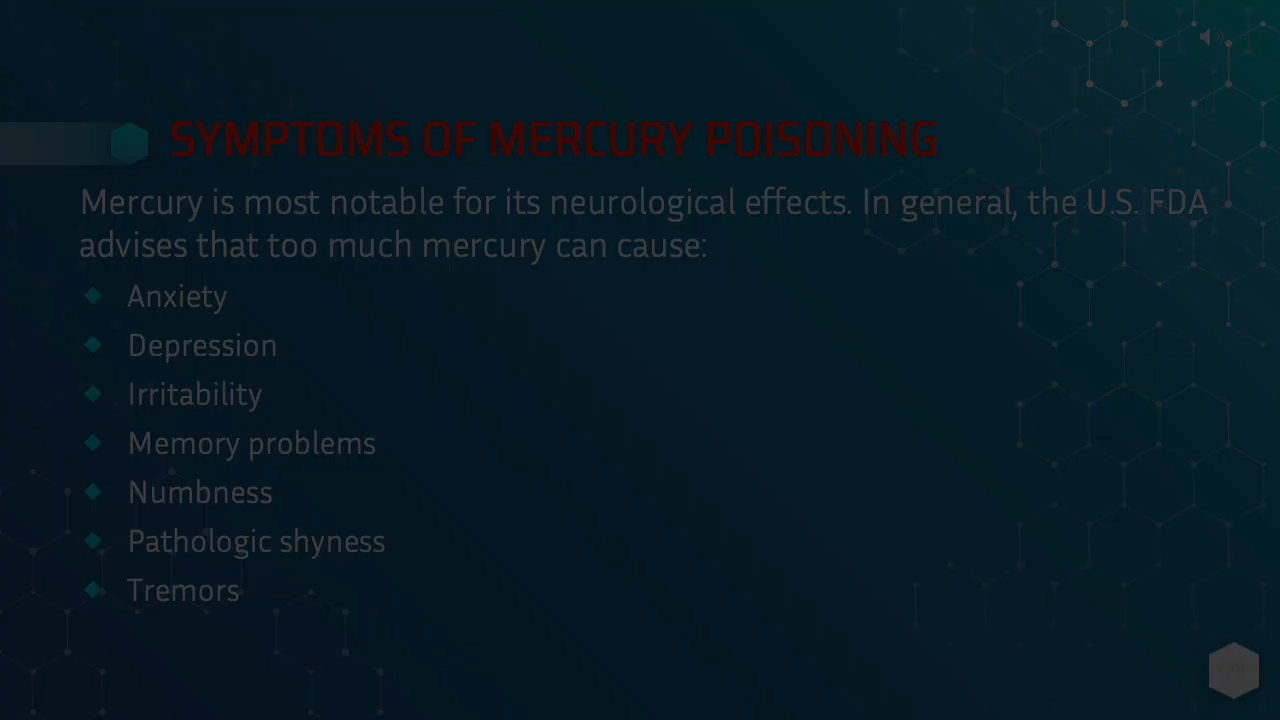 SYMPTOMS OF MERCURY POISONING
Mercury is most notable for its neurological effects. In general, the U.S. FDA
advises that too much mercury can cause:
Anxiety
Depression
Irritability
Memory problems
Numbness
Pathologic shyness
Tremors